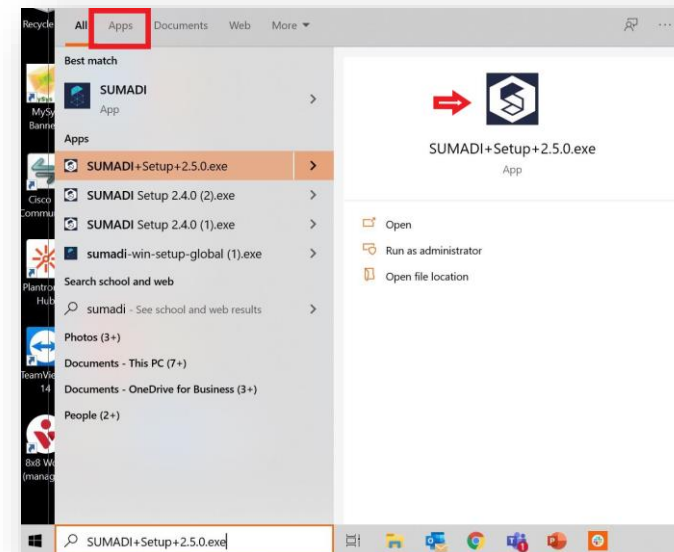 Recycle
All Apps Documents Web More
Best match
SUMADI
App
MySy
Banne
Apps
SUMADI+Setup+2.5.0.exe
SUMADI Setup 2.4.0 (2).exe
SUMADI Setup 2.4.0 (1).exe
sumadi-win-setup-global (1).exe
Cisco
Commu
Search school and web
sumadi - See school and web results
Plantro
Hub
Photos (3+)
Documents - This PC (7+)
Documents - OneDrive for Business (3+)
People (2+)
TeamVie
14
8x8 Wo
(manag
SUMADI+Setup+2.5.0.exe
App
Open
Run as administrator
Open file location
SUMADI+Setup+2.5.0.exe